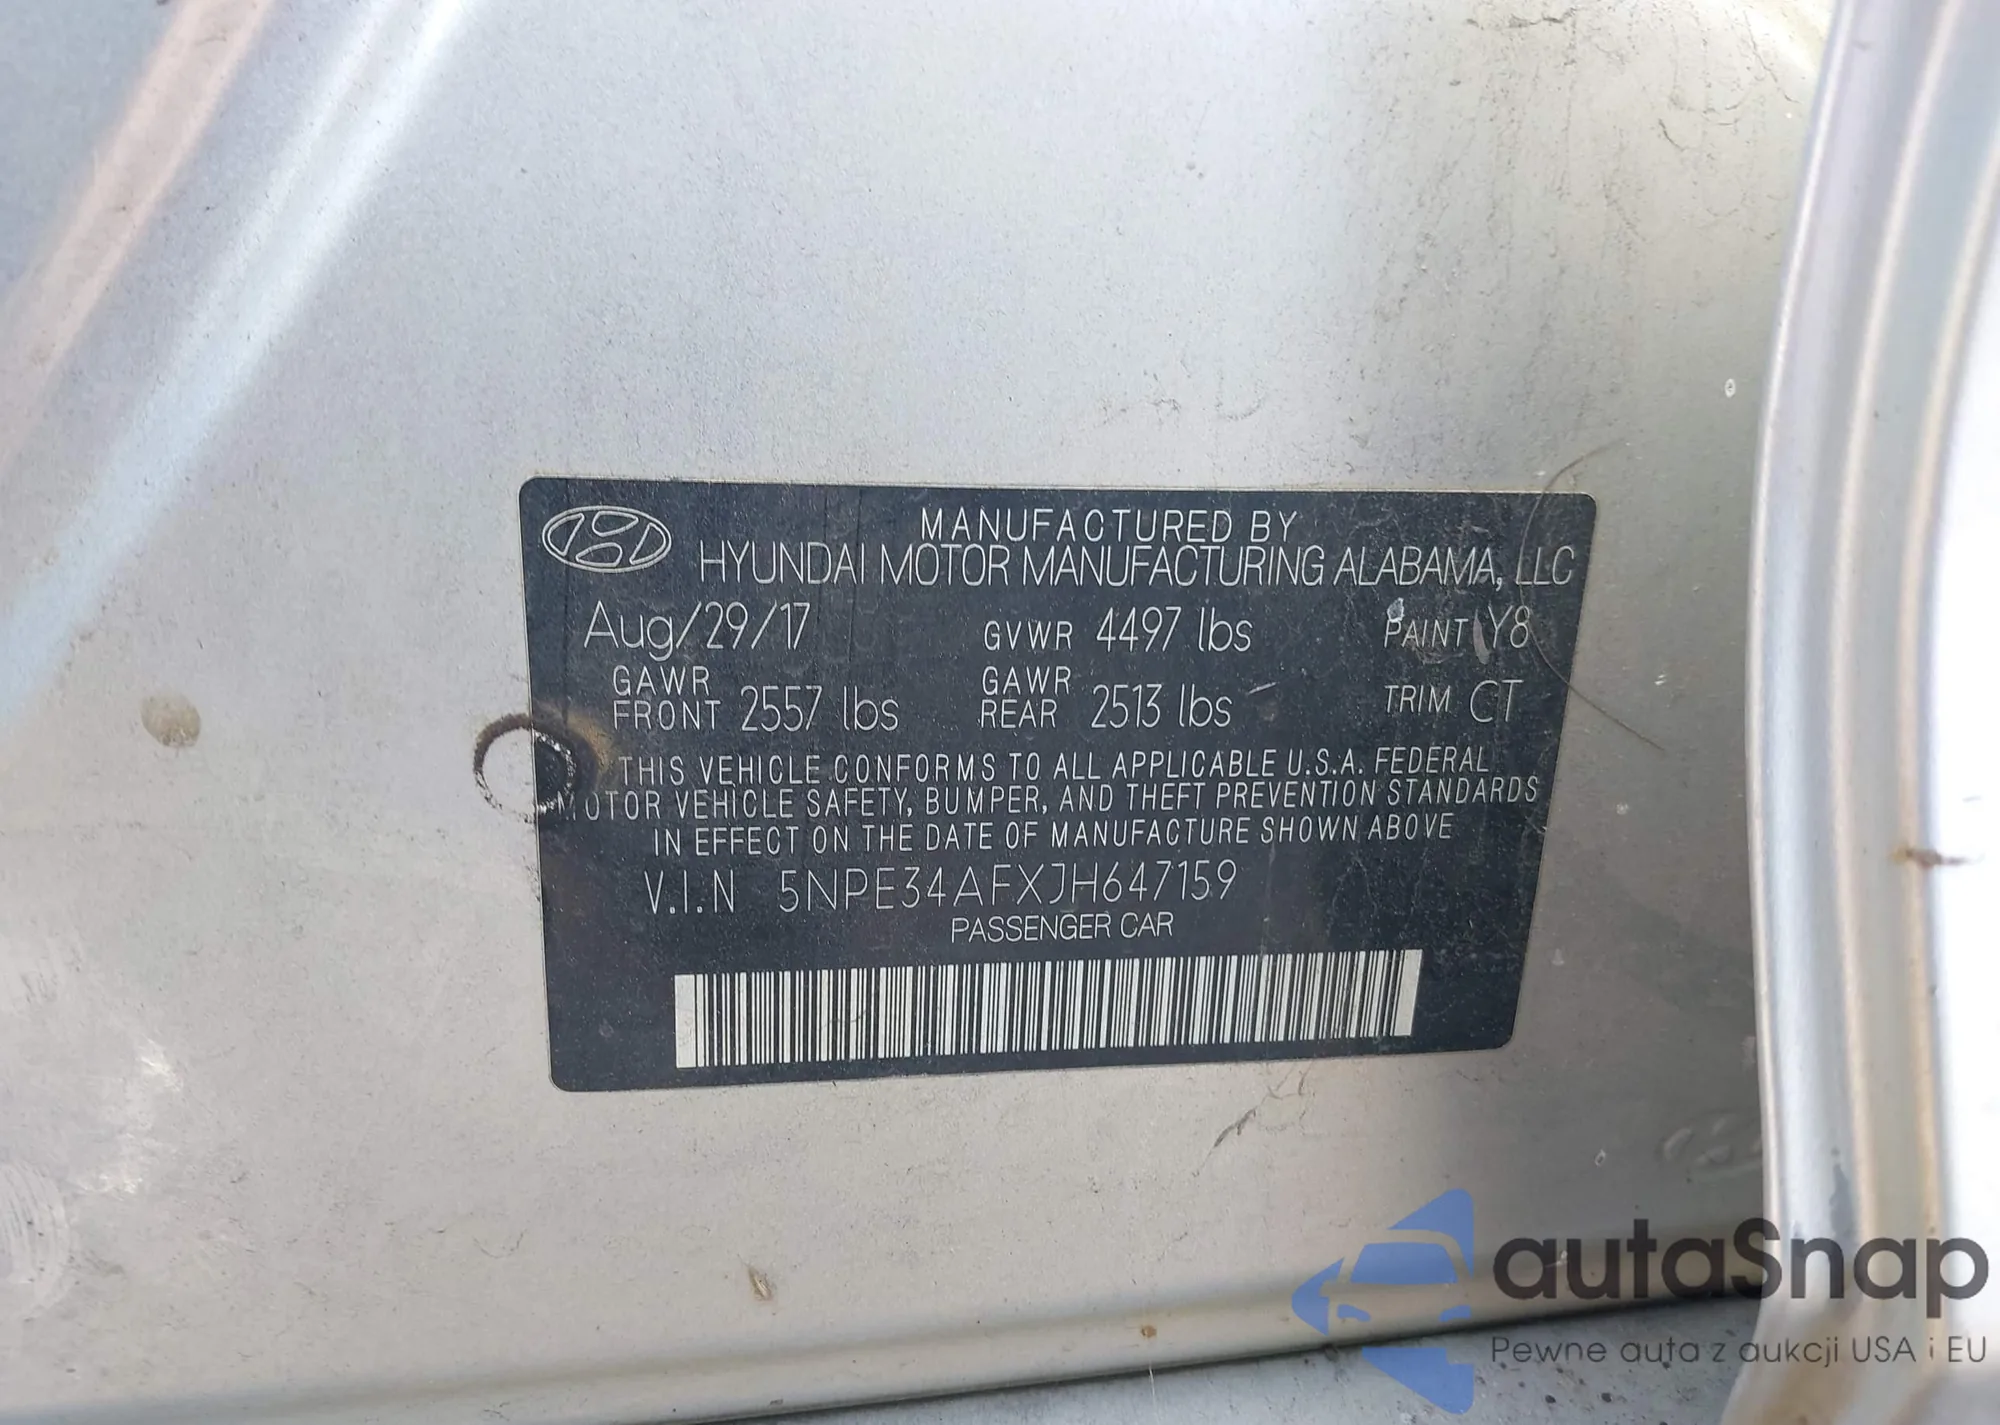 MANUFACTURED BY
HYUNDAI MOTOR MANUFACTURING ALABAMA, LLC
Aug/29/17 GVWR 4497 lbs PAINT Y8
GAWR FRONT 2557 lbs GAWR REAR 2513 lbs TRIM CT
THIS VEHICLE CONFORMS TO ALL APPLICABLE U.S.A. FEDERAL
MOTOR VEHICLE SAFETY, BUMPER, AND THEFT PREVENTION STANDARDS
IN EFFECT ON THE DATE OF MANUFACTURE SHOWN ABOVE
V.I.N 5NPE34AFXJH647159
PASSENGER CAR
autaSnap
Pewne auta z aukcji USA i EU